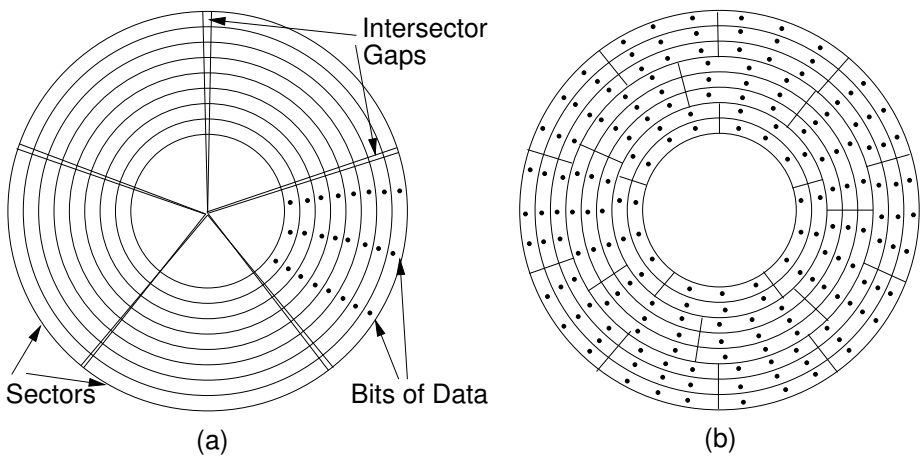 Intersector
Gaps
Sectors
Bits of Data
(a)
(b)